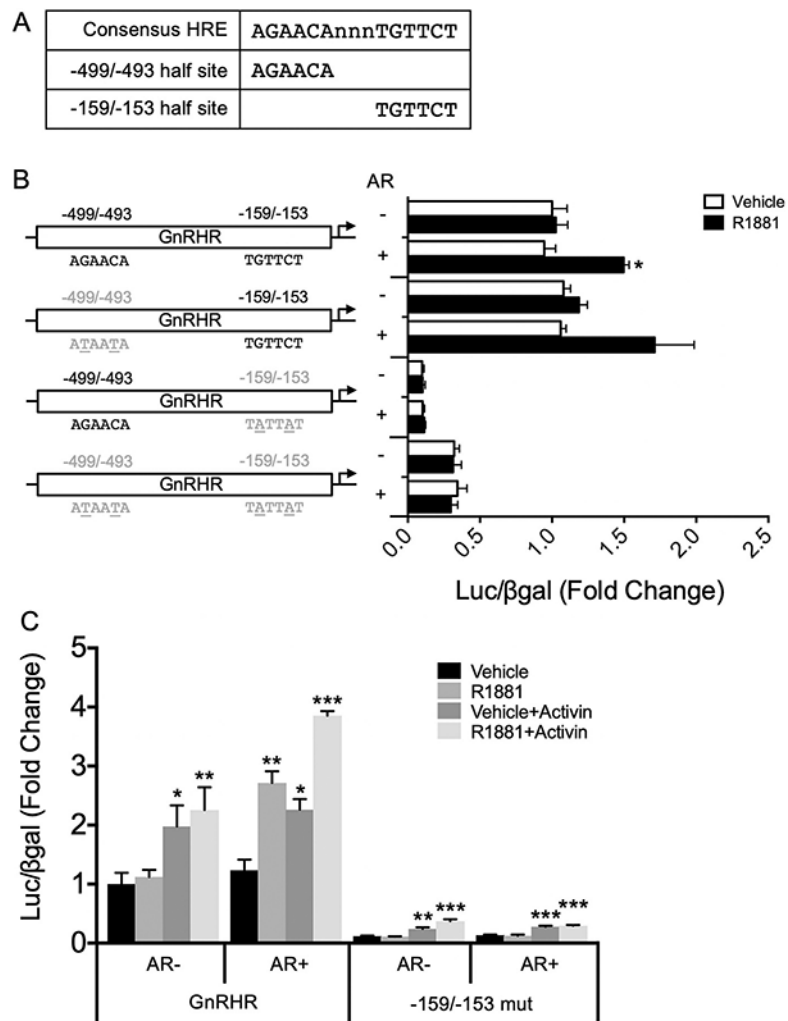 A
Consensus HRE AGAACAnnnTGTTCT
-499/-493 half site AGAACA
-159/-153 half site TGTTCT
B
AR
Vehicle
R1881
-499/-493 -159/-153
GnRHR
AGAACA TGTTCT
-
+
-499/-493 -159/-153
GnRHR
ATAATA TGTTCT
-
+
-499/-493 -159/-153
GnRHR
AGAACA TATTAT
-
+
-499/-493 -159/-153
GnRHR
ATAATA TATTAT
-
+
*
0.0 0.5 1.0 1.5 2.0 2.5
Luc/βgal (Fold Change)
C
Luc/βgal (Fold Change)
5
4
3
2
1
0
Vehicle
R1881
Vehicle+Activin
R1881+Activin
* ** ** * *** ** *** *** ***
AR- AR+ AR- AR+
GnRHR -159/-153 mut